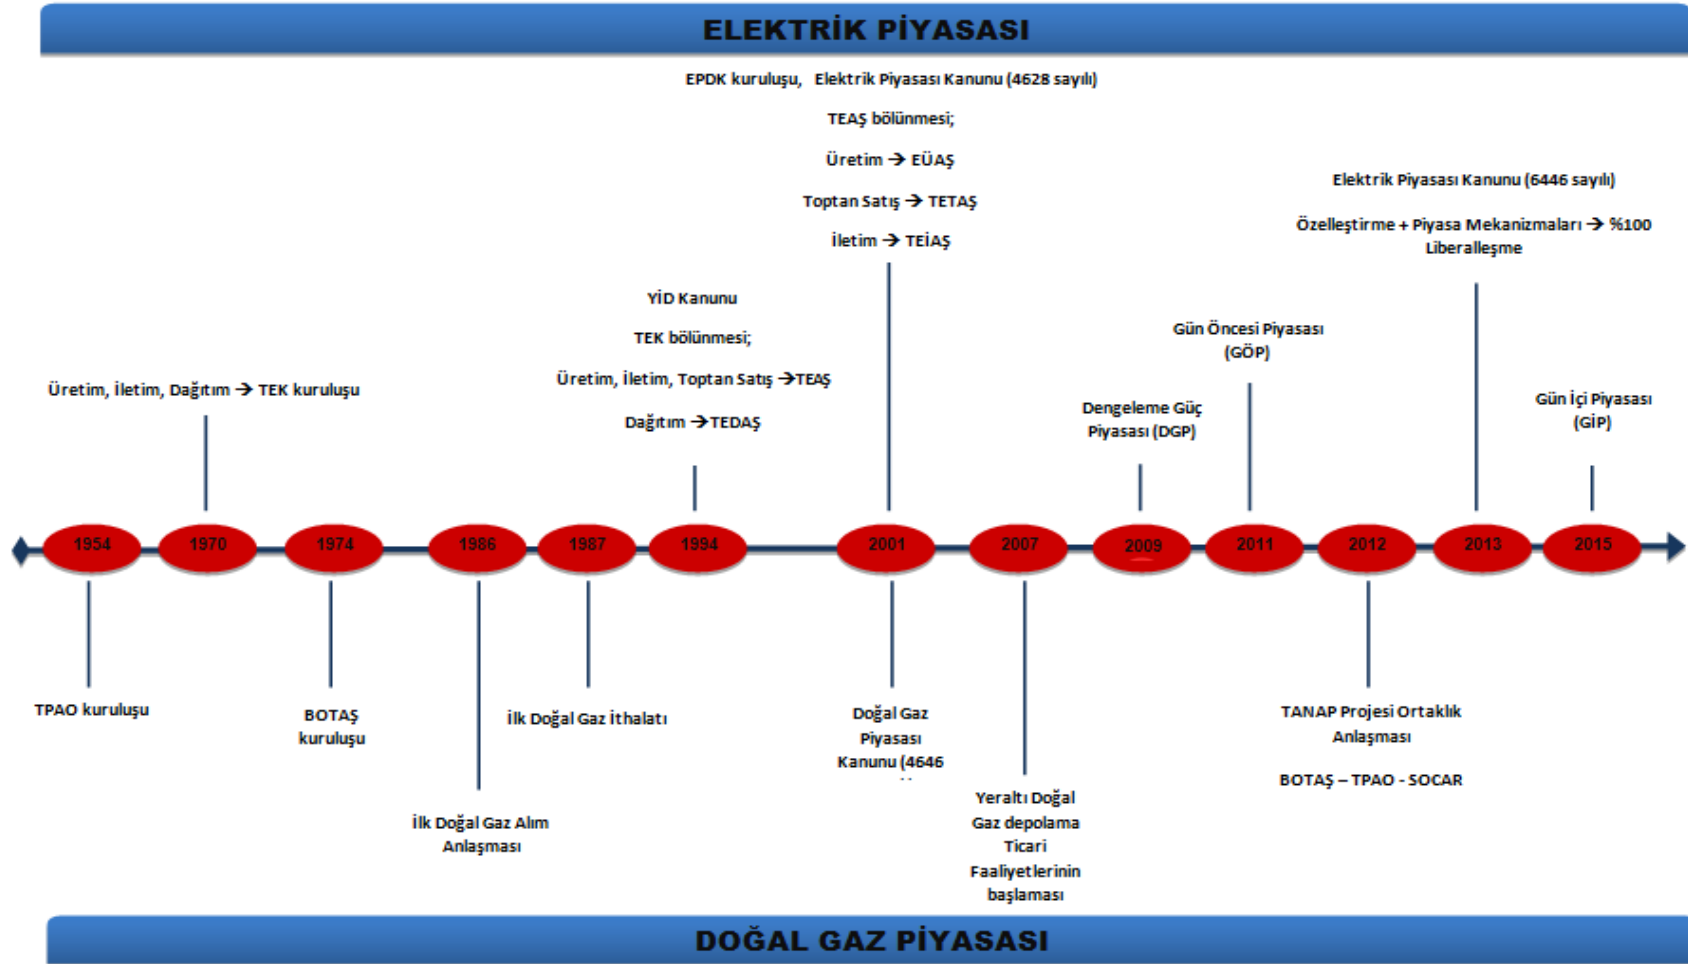 ELEKTRİK PİYASASI
EPDK kuruluşu, Elektrik Piyasası Kanunu (4628 sayılı)
TEAŞ bölünmesi;
Üretim → EÜAŞ
Toptan Satış → TETAŞ
İletim → TEİAŞ
Elektrik Piyasası Kanunu (6446 sayılı)
Özelleştirme + Piyasa Mekanizmaları → %100
Liberalleşme
YİD Kanunu
TEK bölünmesi;
Üretim, İletim, Toptan Satış →TEAŞ
Dağıtım →TEDAŞ
Gün Öncesi Piyasası
(GÖP)
Üretim, İletim, Dağıtım → TEK kuruluşu
Dengeleme Güç
Piyasası (DGP)
Gün İçi Piyasası
(GİP)
1954
1970
1974
1986
1987
1994
2001
2007
2009
2011
2012
2013
2015
TPAO kuruluşu
BOTAŞ
kuruluşu
İlk Doğal Gaz Alım
Anlaşması
İlk Doğal Gaz İthalatı
Doğal Gaz
Piyasası
Kanunu (4646
Yeraltı Doğal
Gaz depolama
Ticari
Faaliyetlerinin
başlaması
TANAP Projesi Ortaklık
Anlaşması
BOTAŞ – TPAO - SOCAR
DOĞAL GAZ PİYASASI